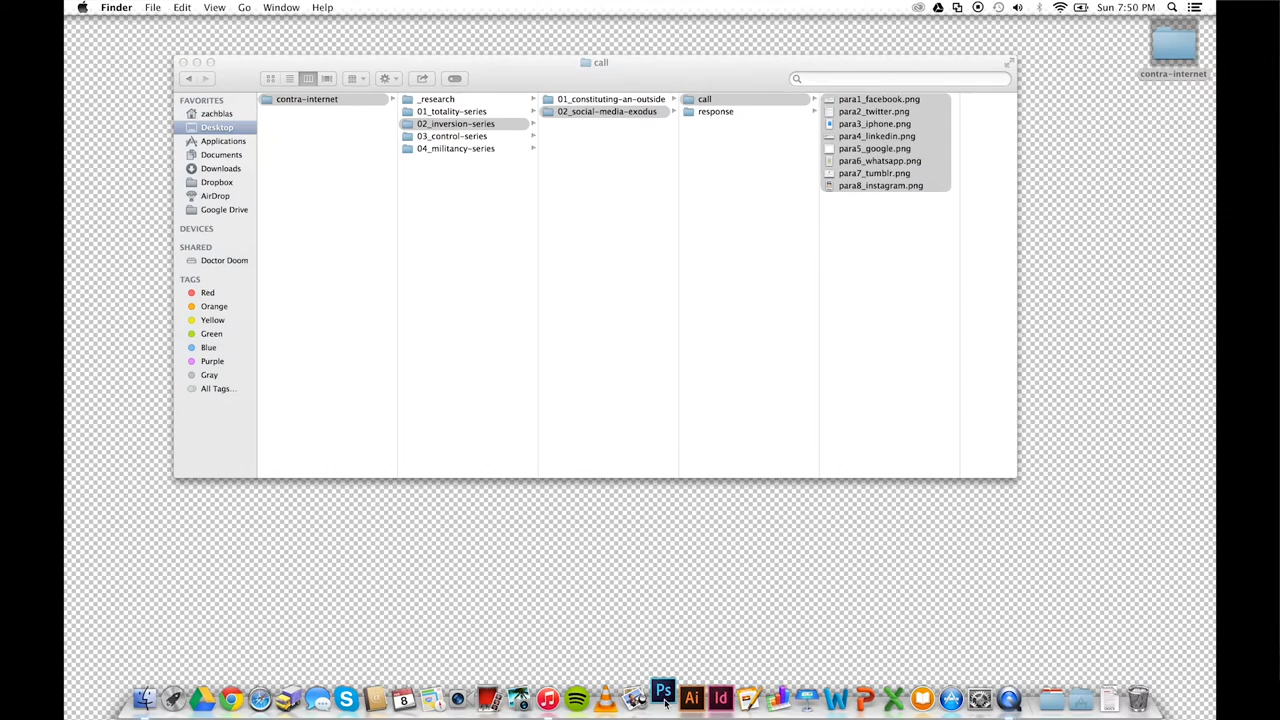 Finder File Edit View Go Window Help Sun 7:50 PM
contra-internet
call
FAVORITES
zachblas
Desktop
Applications
Documents
Downloads
Dropbox
AirDrop
Google Drive
DEVICES
SHARED
Doctor Doom
TAGS
Red
Orange
Yellow
Green
Blue
Purple
Gray
All Tags...
contra-internet
_research
01_totality-series
02_inversion-series
03_control-series
04_militancy-series
01_constituting-an-outside
02_social-media-exodus
call
response
para1_facebook.png
para2_twitter.png
para3_iphone.png
para4_linkedin.png
para5_google.png
para6_whatsapp.png
para7_tumblr.png
para8_instagram.png
Ps
Ai
Id